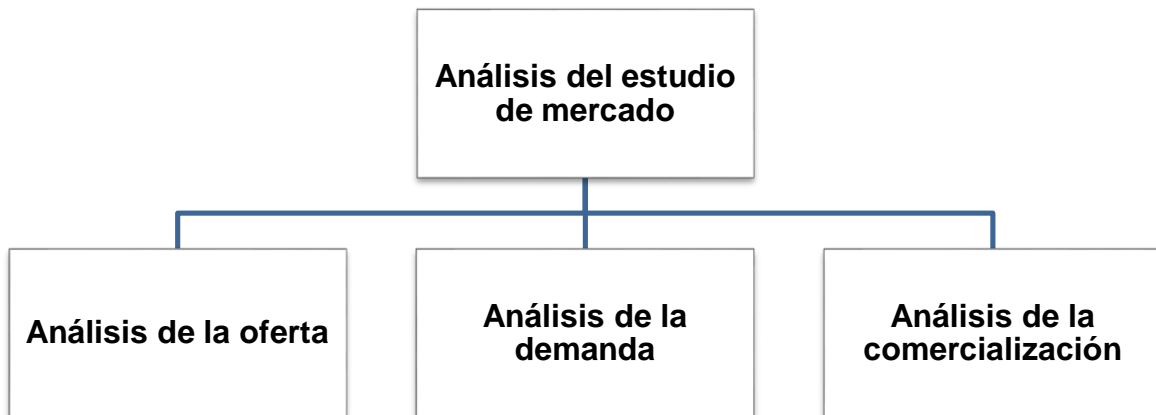 Análisis del estudio
de mercado
Análisis de la oferta
Análisis de la
demanda
Análisis de la
comercialización